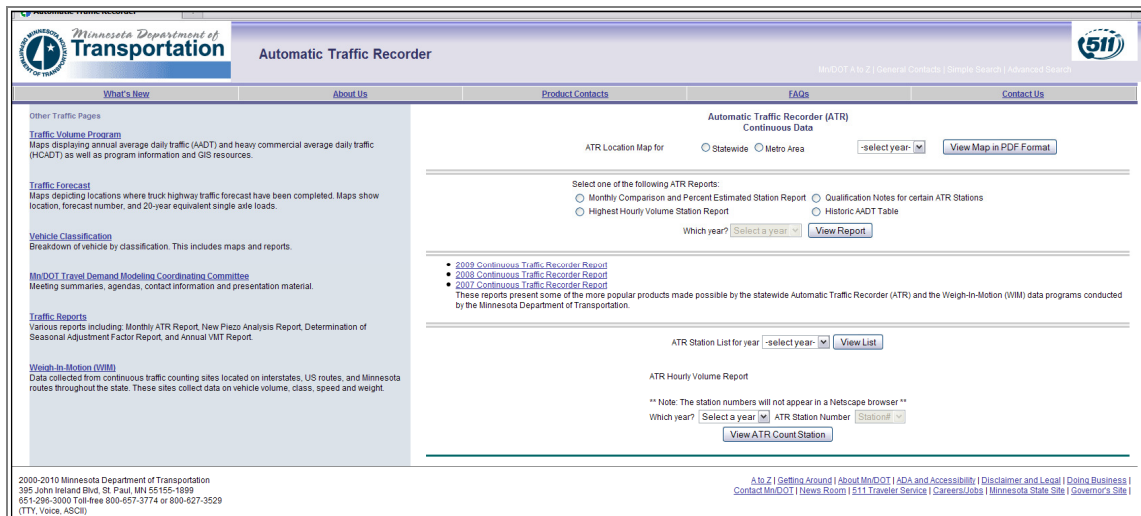 Automatic Traffic Recorder
Minnesota Department of
Transportation
MINNESOTA DEPARTMENT OF TRANSPORTATION
Automatic Traffic Recorder
511
Mn/DOT A to Z | General Contacts | Simple Search | Advanced Search
What's New
About Us
Product Contacts
FAQs
Contact Us
Other Traffic Pages
Traffic Volume Program
Maps displaying annual average daily traffic (AADT) and heavy commercial average daily traffic
(HCADT) as well as program information and GIS resources.
Traffic Forecast
Maps depicting locations where truck highway traffic forecast have been completed. Maps show
location, forecast number, and 20-year equivalent single axle loads.
Vehicle Classification
Breakdown of vehicle by classification. This includes maps and reports.
Mn/DOT Travel Demand Modeling Coordinating Committee
Meeting summaries, agendas, contact information and presentation material.
Traffic Reports
Various reports including: Monthly ATR Report, New Piezo Analysis Report, Determination of
Seasonal Adjustment Factor Report, and Annual VMT Report.
Weigh-In-Motion (WIM)
Data collected from continuous traffic counting sites located on interstates, US routes, and Minnesota
routes throughout the state. These sites collect data on vehicle volume, class, speed and weight.
Automatic Traffic Recorder (ATR)
Continuous Data
ATR Location Map for Statewide Metro Area -select year- View Map in PDF Format
Select one of the following ATR Reports:
Monthly Comparison and Percent Estimated Station Report Qualification Notes for certain ATR Stations
Highest Hourly Volume Station Report Historic AADT Table
Which year? Select a year View Report
2009 Continuous Traffic Recorder Report
2008 Continuous Traffic Recorder Report
2007 Continuous Traffic Recorder Report
These reports present some of the more popular products made possible by the statewide Automatic Traffic Recorder (ATR) and the Weigh-In-Motion (WIM) data programs conducted
by the Minnesota Department of Transportation.
ATR Station List for year -select year- View List
ATR Hourly Volume Report
** Note: The station numbers will not appear in a Netscape browser **
Which year? Select a year ATR Station Number Station#
View ATR Count Station
2000-2010 Minnesota Department of Transportation
395 John Ireland Blvd, St. Paul, MN 55155-1899
651-296-3000 Toll-free 800-657-3774 or 800-627-3529
(TTY, Voice, ASCII)
A to Z | Getting Around | About Mn/DOT | ADA and Accessibility | Disclaimer and Legal | Doing Business |
Contact Mn/DOT | News Room | 511 Traveler Service | Careers/Jobs | Minnesota State Site | Governor's Site |